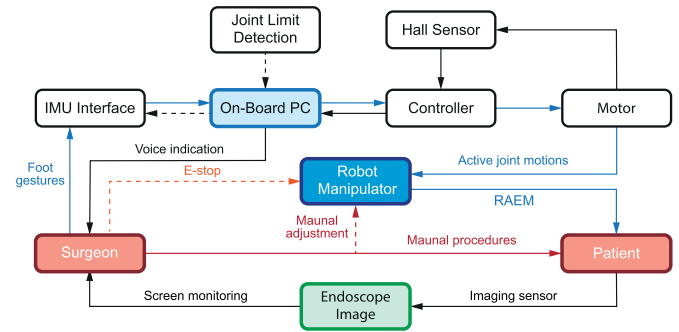 Joint Limit
Detection
Hall Sensor
IMU Interface
On-Board PC
Controller
Motor
Voice indication
Foot
gestures
E-stop
Robot
Manipulator
Active joint motions
RAEM
Maunal
adjustment
Surgeon
Maunal procedures
Patient
Screen monitoring
Endoscope
Image
Imaging sensor